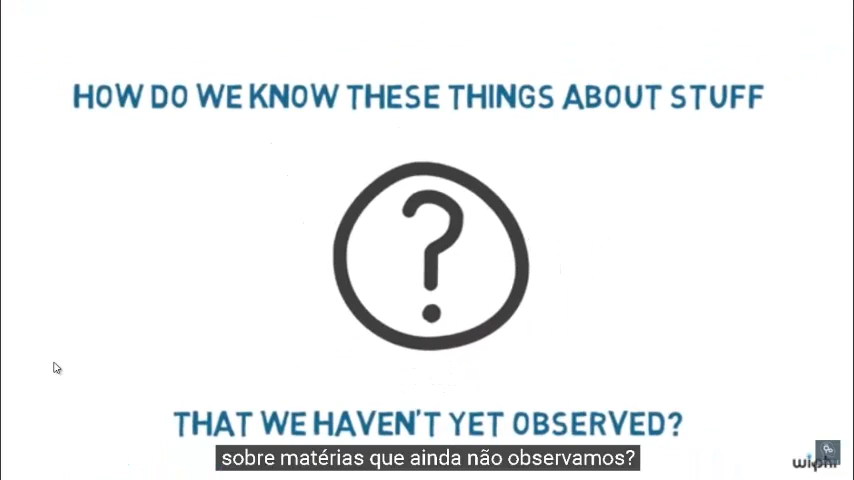 HOW DO WE KNOW THESE THINGS ABOUT STUFF
?
THAT WE HAVEN'T YET OBSERVED?
sobre matérias que ainda não observamos?
wiphi